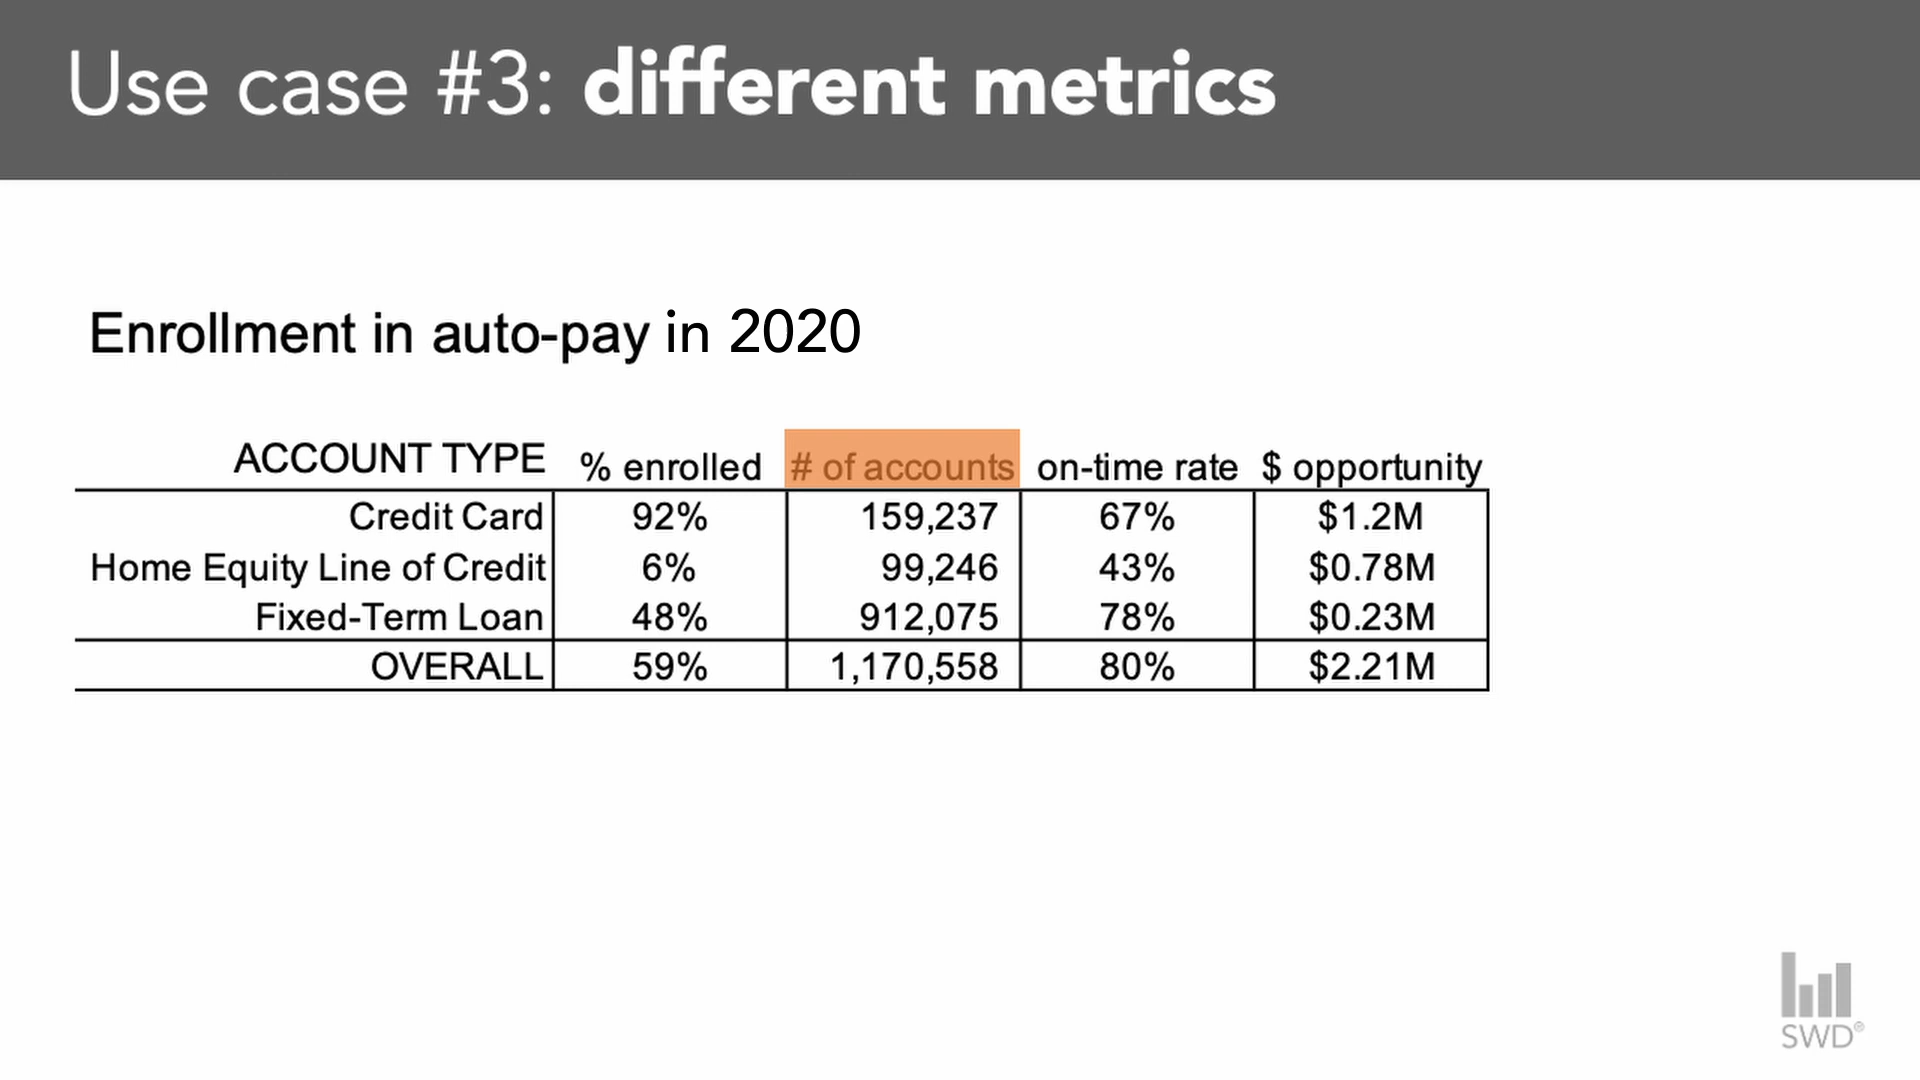 Use case #3: different metrics
Enrollment in auto-pay in 2020
ACCOUNT TYPE % enrolled # of accounts on-time rate $ opportunity
Credit Card 92% 159,237 67% $1.2M
Home Equity Line of Credit 6% 99,246 43% $0.78M
Fixed-Term Loan 48% 912,075 78% $0.23M
OVERALL 59% 1,170,558 80% $2.21M
SWD®